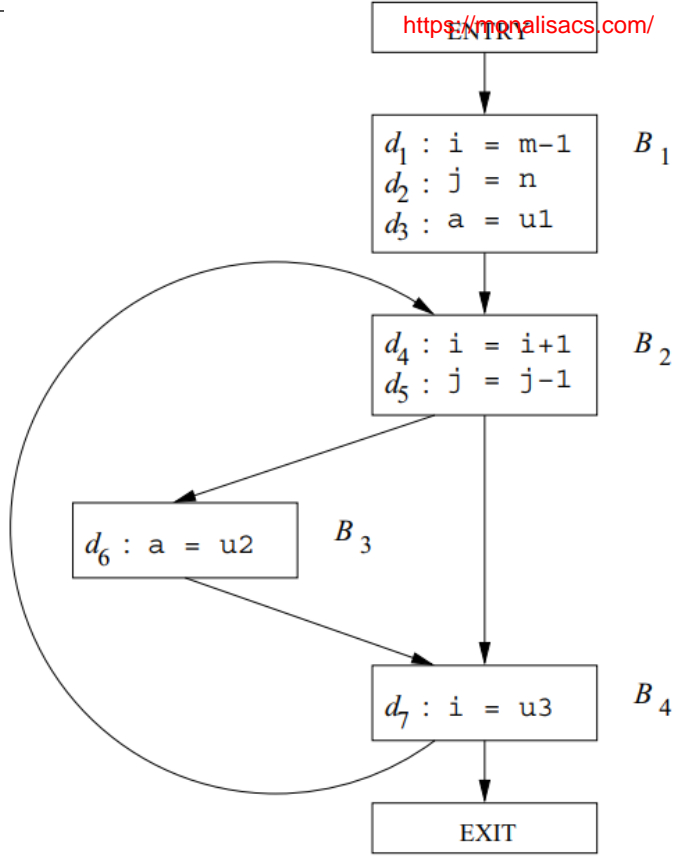 https://monalisacs.com/
ENTRY
d1 : i = m-1
d2 : j = n
d3 : a = u1
B 1
d4 : i = i+1
d5 : j = j-1
B 2
d6 : a = u2
B 3
d7 : i = u3
B 4
EXIT